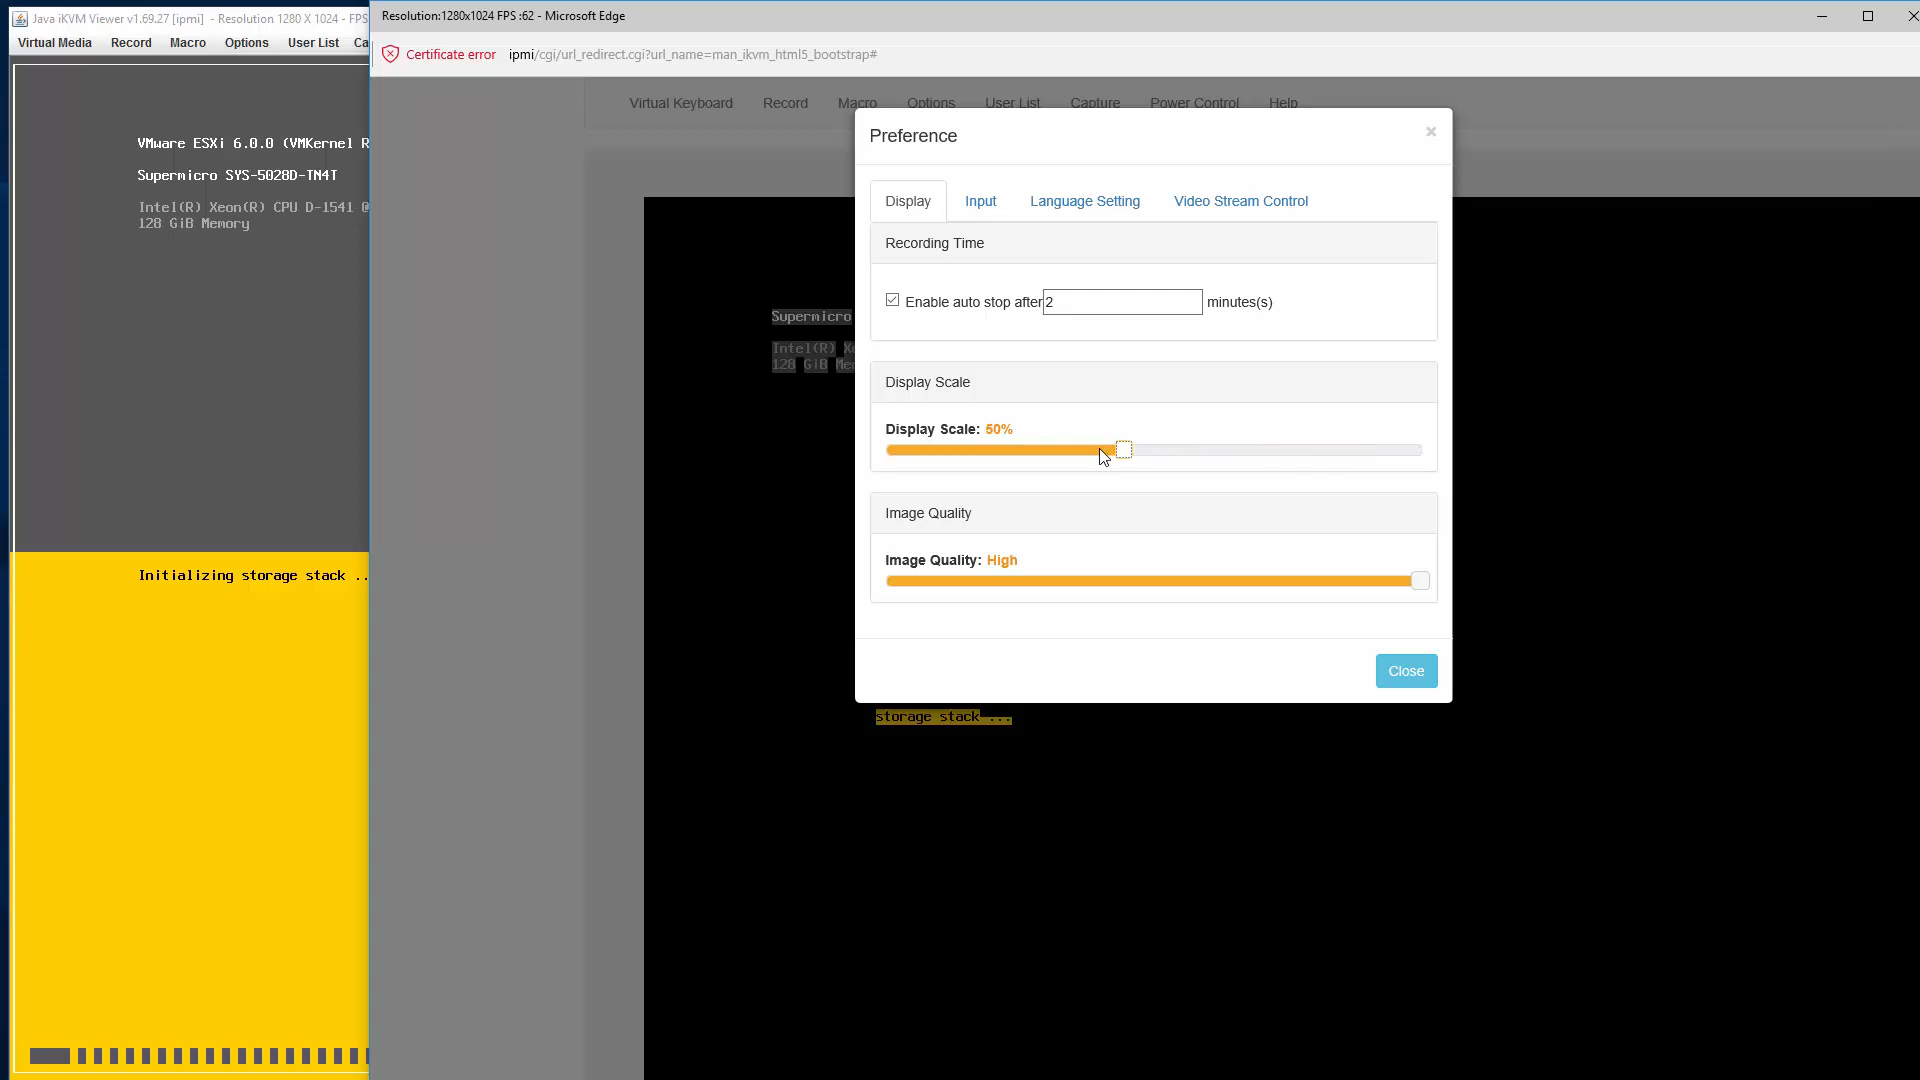 Java iKVM Viewer v1.69.27 [ipmi] - Resolution 1280 X 1024 - FPS
Virtual Media Record Macro Options User List Ca
VMware ESXi 6.0.0 (VMKernel R
Supermicro SYS-5028D-TN4T
Intel(R) Xeon(R) CPU D-1541 @
128 GiB Memory
Initializing storage stack ..
Resolution:1280x1024 FPS :62 - Microsoft Edge
Certificate error ipmi/cgi/url_redirect.cgi?url_name=man_ikvm_html5_bootstrap#
Virtual Keyboard Record Macro Options User List Capture Power Control Help
Supermicro
Intel(R) Xe
128 GiB Mem
Preference ×
Display Input Language Setting Video Stream Control
Recording Time
Enable auto stop after 2 minutes(s)
Display Scale
Display Scale: 50%
Image Quality
Image Quality: High
Close
storage stack ...